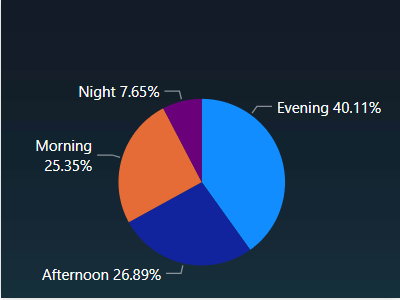 Night 7.65%
Evening 40.11%
Morning
25.35%
Afternoon 26.89%